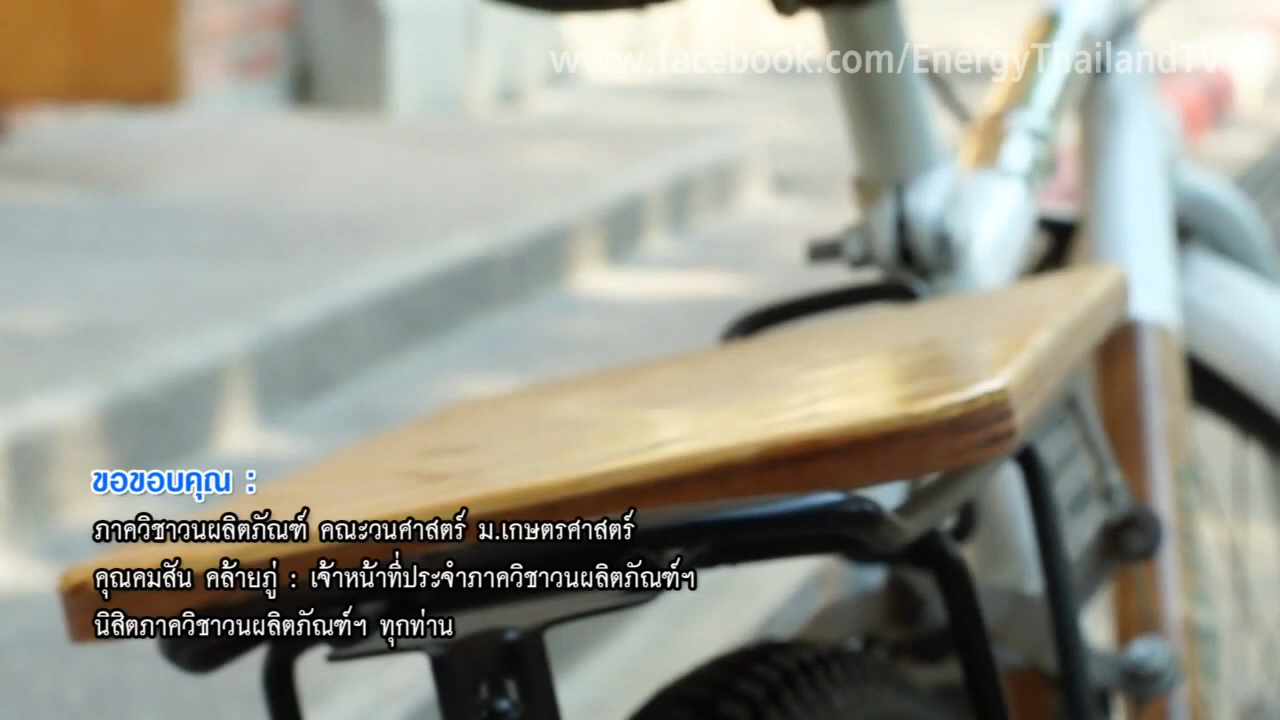 www.facebook.com/EnergyThailandTV
ขอขอบคุณ :
ภาควิชาวนผลิตภัณฑ์ คณะวนศาสตร์ ม.เกษตรศาสตร์
คุณคมสัน คล้ายภู่ : เจ้าหน้าที่ประจำภาควิชาวนผลิตภัณฑ์ฯ
นิสิตภาควิชาวนผลิตภัณฑ์ฯ ทุกท่าน